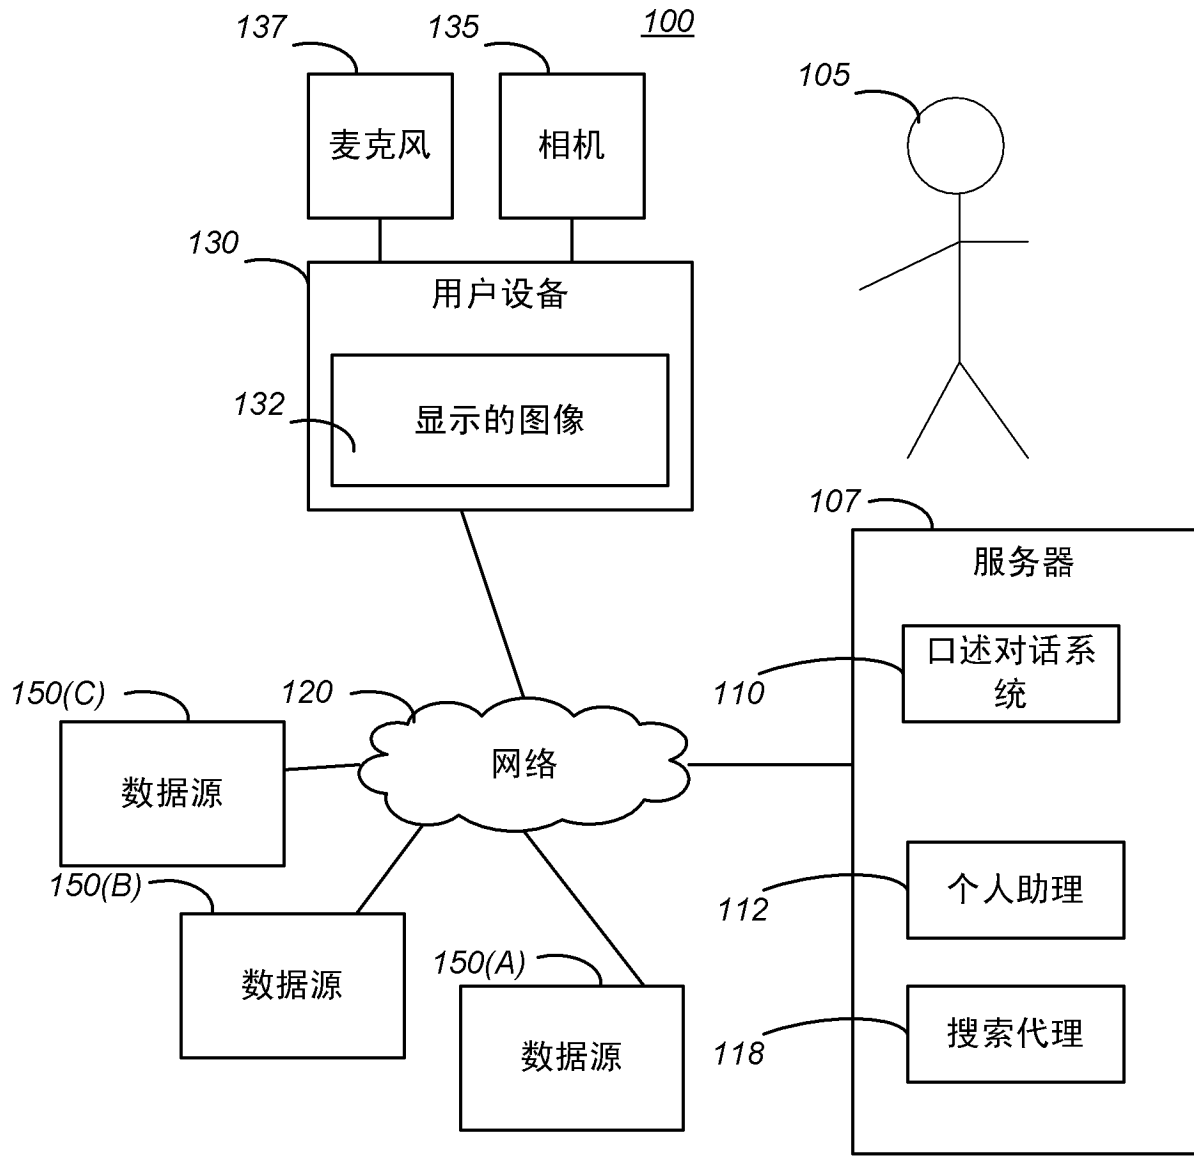 137
135
100
105
麦克风
相机
130
用户设备
132
显示的图像
107
服务器
110
口述对话系
统
150(C)
120
网络
数据源
150(B)
112
个人助理
150(A)
数据源
118
搜索代理
数据源